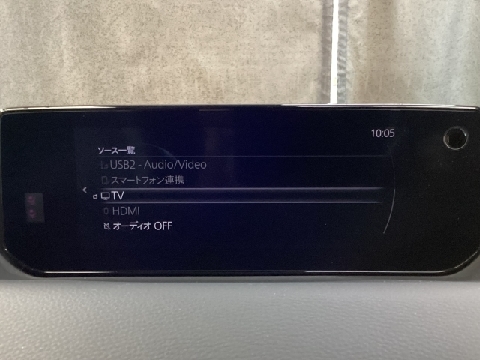 10:05
ソース一覧
USB2 - Audio/Video
スマートフォン連携
TV
HDMI
オーディオ OFF